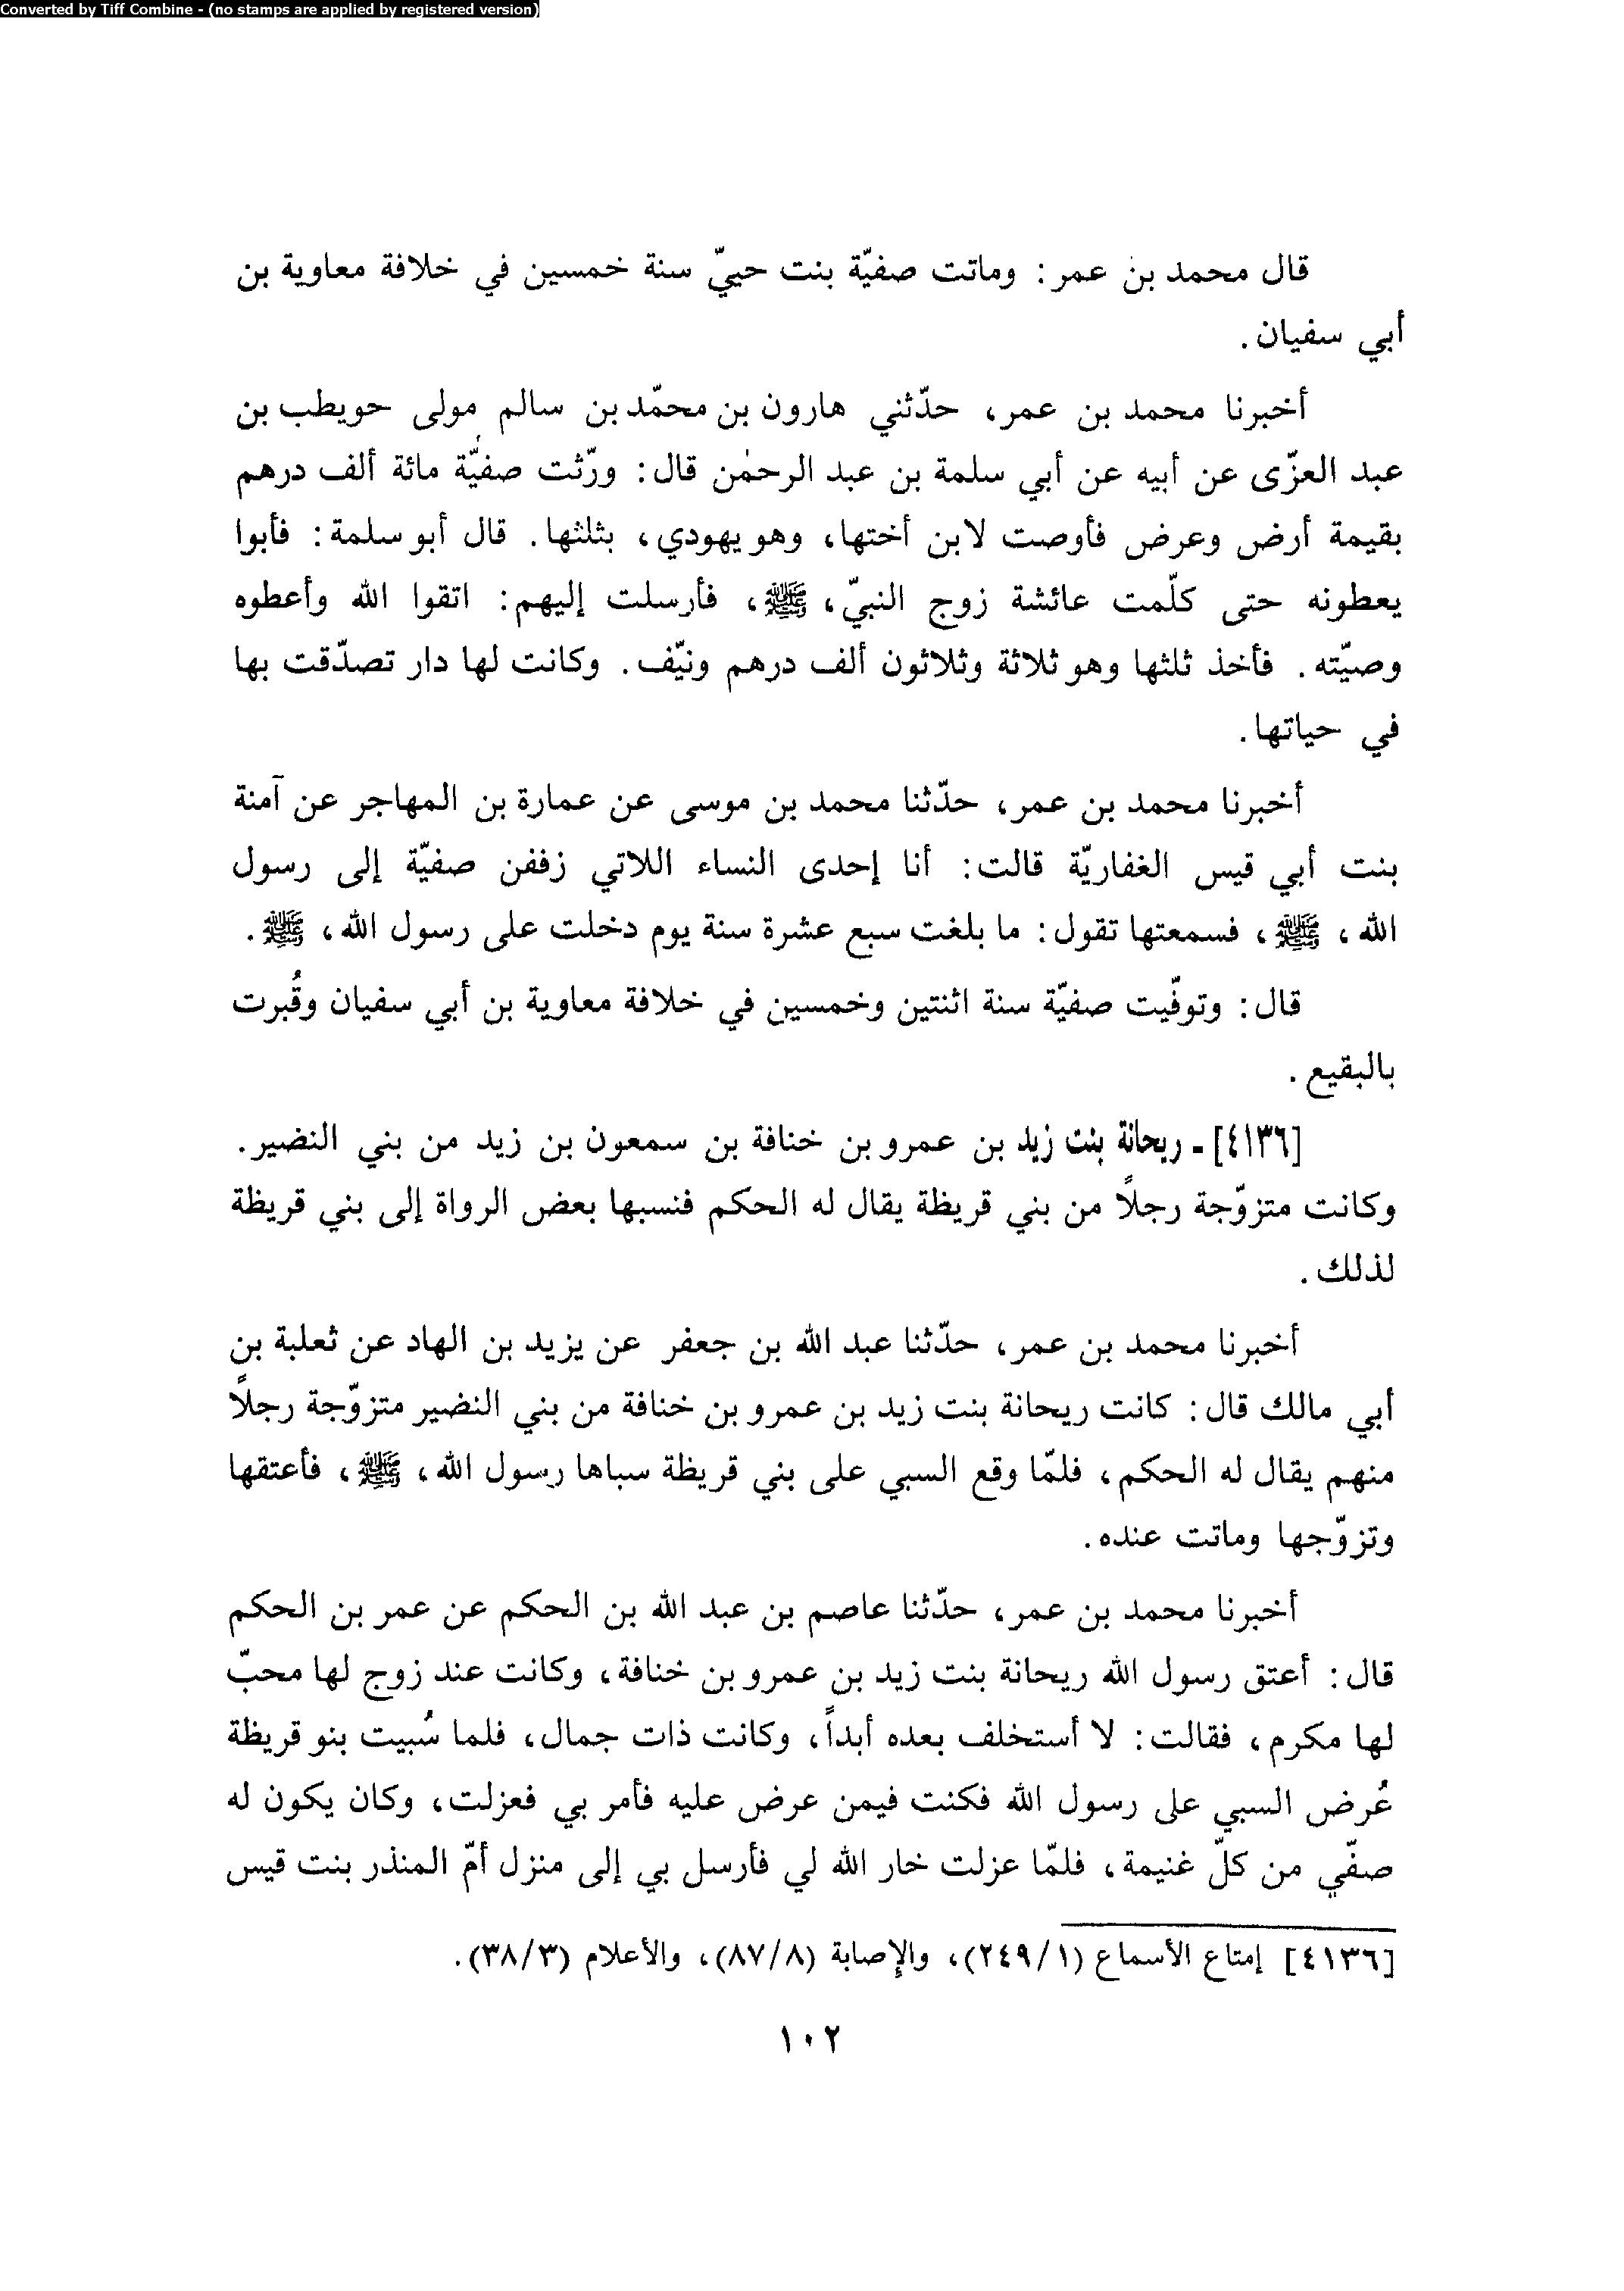 Converted by Tiff Combine - (no stamps are applied by registered version)
قال محمد بن عمر: وماتت صفيّة بنت حييّ سنة خمسين في خلافة معاوية بن
أبي سفيان.
أخبرنا محمد بن عمر، حدّثني هارون بن محمّد بن سالم مولى حويطب بن
عبد العزّى عن أبيه عن أبي سلمة بن عبد الرحمٰن قال: ورّثت صفيّة مائة ألف درهم
بقيمة أرض وعرض فأوصت لابن أختها، وهو يهودي، بثلثها. قال أبو سلمة: فأبوا
يعطونه حتى كلّمت عائشة زوج النبيّ، ﷺ، فأرسلت إليهم: اتقوا الله وأعطوه
وصيّته. فأخذ ثلثها وهو ثلاثة وثلاثون ألف درهم ونيّف. وكانت لها دار تصدّقت بها
في حياتها.
أخبرنا محمد بن عمر، حدّثنا محمد بن موسى عن عمارة بن المهاجر عن آمنة
بنت أبي قيس الغفاريّة قالت: أنا إحدى النساء اللاتي زففن صفيّة إلى رسول
الله، ﷺ، فسمعتها تقول: ما بلغت سبع عشرة سنة يوم دخلت على رسول الله، ﷺ.
قال: وتوفّيت صفيّة سنة اثنتين وخمسين في خلافة معاوية بن أبي سفيان وقُبرت
بالبقيع.
[٤١٣٦] ـ ريحانة بنت زيد بن عمرو بن خنافة بن سمعون بن زيد من بني النضير.
وكانت متزوّجة رجلاً من بني قريظة يقال له الحكم فنسبها بعض الرواة إلى بني قريظة
لذلك.
أخبرنا محمد بن عمر، حدّثنا عبد الله بن جعفر عن يزيد بن الهاد عن ثعلبة بن
أبي مالك قال: كانت ريحانة بنت زيد بن عمرو بن خنافة من بني النضير متزوّجة رجلاً
منهم يقال له الحكم، فلمّا وقع السبي على بني قريظة سباها رسول الله، ﷺ، فأعتقها
وتزوّجها وماتت عنده.
أخبرنا محمد بن عمر، حدّثنا عاصم بن عبد الله بن الحكم عن عمر بن الحكم
قال: أعتق رسول الله ريحانة بنت زيد بن عمرو بن خنافة، وكانت عند زوج لها محبّ
لها مكرم، فقالت: لا أستخلف بعده أبداً، وكانت ذات جمال، فلما سُبيت بنو قريظة
عُرض السبي على رسول الله فكنت فيمن عرض عليه فأمر بي فعزلت، وكان يكون له
صفّي من كلّ غنيمة، فلمّا عزلت خار الله لي فأرسل بي إلى منزل أمّ المنذر بنت قيس
[٤١٣٦] إمتاع الأسماع (٢٤٩/١)، والإصابة (٨٧/٨)، والأعلام (٣٨/٣).
١٠٢